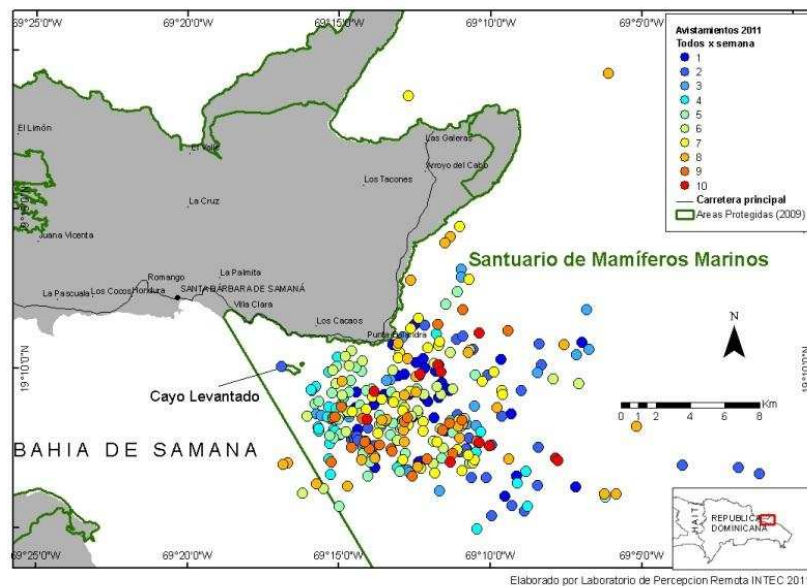 69°25'0"W 69°20'0"W 69°15'0"W 69°10'0"W 69°5'0"W
Avistamientos 2011
Todos x semana
1
2
3
4
5
6
7
8
9
10
Carretera principal
Areas Protegidas (2009)
El Limón
El Valle
Las Galeras
Arroyo del Cabo
Los Tacones
La Cruz
Juana Vicenta
Santuario de Mamíferos Marinos
La Palmita
Romango
La Pascuala
Los Cocos
Hondura
SANTA BÁRBARA DE SAMANÁ
Villa Clara
Los Cacaos
N
19°10'0"N
19°10'0"N
Cayo Levantado
0 1 2 4 6 8 Km
BAHIA DE SAMANA
HAITI
REPUBLICA
DOMINICANA
69°25'0"W 69°20'0"W 69°15'0"W 69°10'0"W 69°5'0"W
Elaborado por Laboratorio de Percepcion Remota INTEC 201